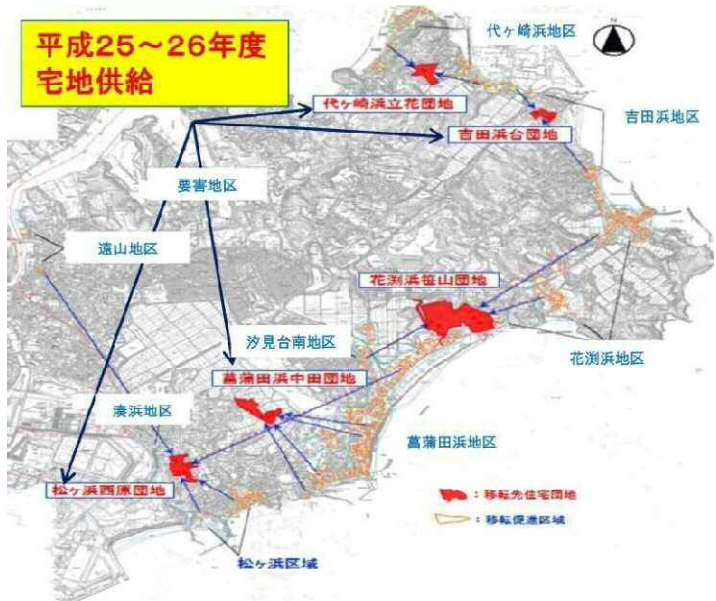 平成25～26年度
宅地供給
代ヶ崎浜地区
N
代ヶ崎浜立花団地
吉田浜地区
吉田浜台団地
要害地区
遠山地区
花渕浜笹山団地
汐見台南地区
花渕浜地区
菖蒲田浜中田団地
湊浜地区
菖蒲田浜地区
松ヶ浜西原団地
：移転先住宅団地
：移転促進区域
松ヶ浜区域